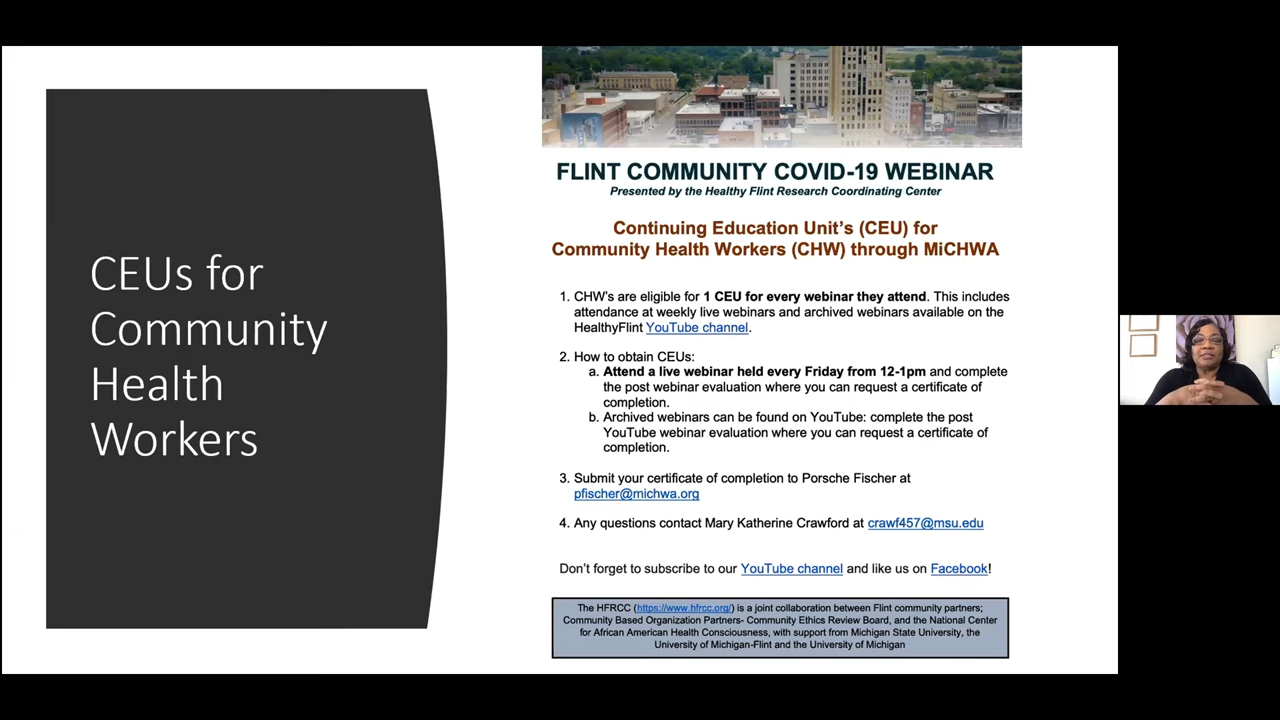 CEUs for
Community
Health
Workers
FLINT COMMUNITY COVID-19 WEBINAR
Presented by the Healthy Flint Research Coordinating Center
Continuing Education Unit's (CEU) for
Community Health Workers (CHW) through MiCHWA
1. CHW's are eligible for 1 CEU for every webinar they attend. This includes
attendance at weekly live webinars and archived webinars available on the
HealthyFlint YouTube channel.
2. How to obtain CEUs:
a. Attend a live webinar held every Friday from 12-1pm and complete
the post webinar evaluation where you can request a certificate of
completion.
b. Archived webinars can be found on YouTube: complete the post
YouTube webinar evaluation where you can request a certificate of
completion.
3. Submit your certificate of completion to Porsche Fischer at
pfischer@michwa.org
4. Any questions contact Mary Katherine Crawford at crawf457@msu.edu
Don't forget to subscribe to our YouTube channel and like us on Facebook!
The HFRCC (https://www.hfrcc.org/) is a joint collaboration between Flint community partners;
Community Based Organization Partners- Community Ethics Review Board, and the National Center
for African American Health Consciousness, with support from Michigan State University, the
University of Michigan-Flint and the University of Michigan